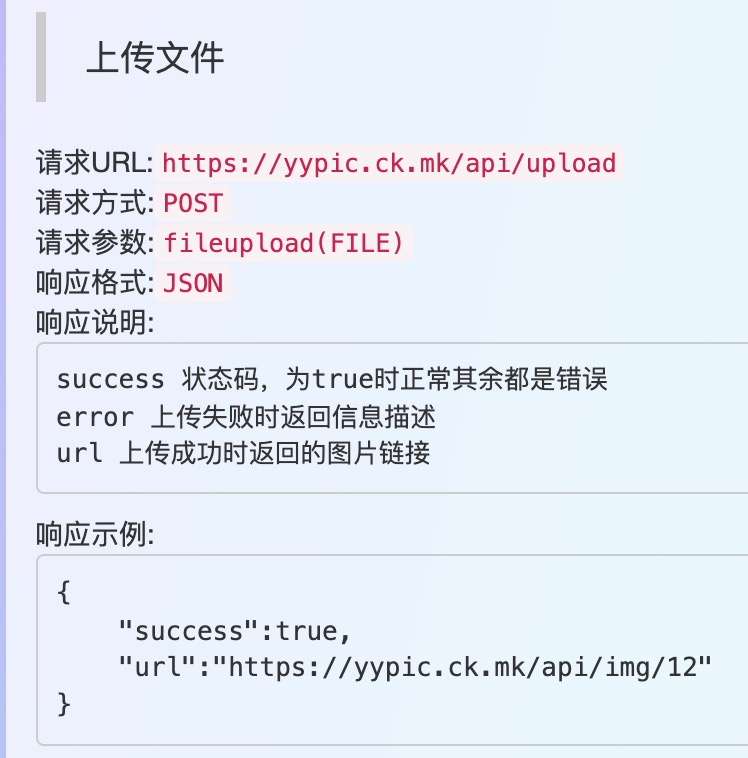 上传文件
请求URL: https://yypic.ck.mk/api/upload
请求方式: POST
请求参数: fileupload(FILE)
响应格式: JSON
响应说明:
success 状态码，为true时正常其余都是错误
error 上传失败时返回信息描述
url 上传成功时返回的图片链接
响应示例:
{
    "success":true,
    "url":"https://yypic.ck.mk/api/img/12"
}